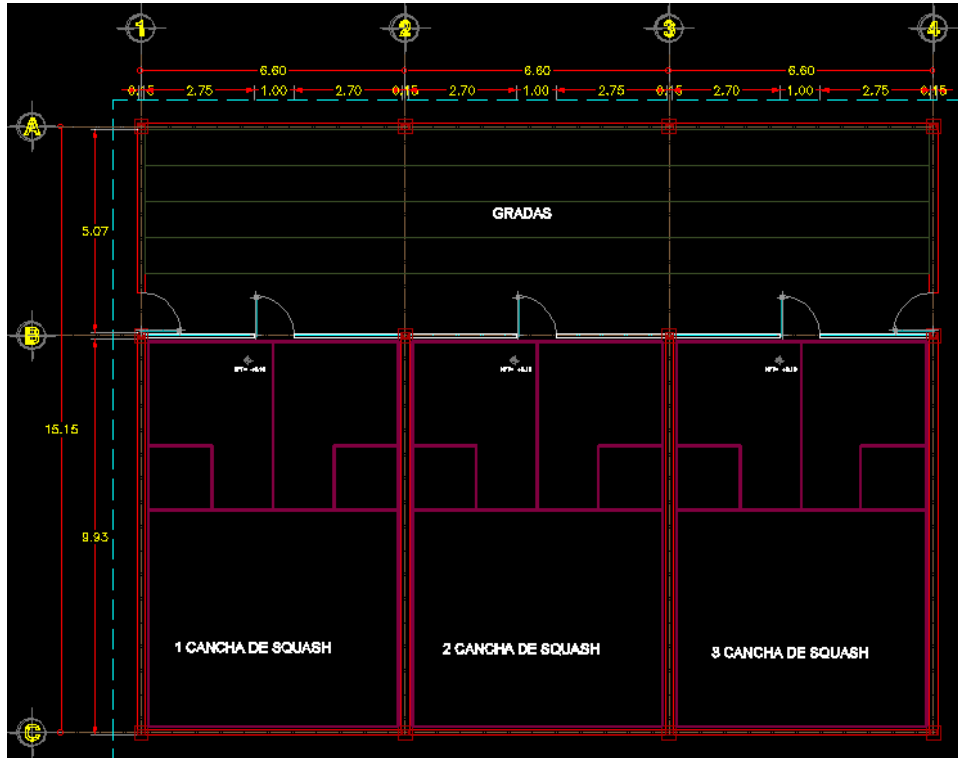 1 2 3 4
6.60 6.60 6.60
0.15 2.75 1.00 2.70 0.15 2.70 1.00 2.75 0.15 2.70 1.00 2.75 0.15
A
GRADAS
5.07
B
15.15
9.93
1 CANCHA DE SQUASH
2 CANCHA DE SQUASH
3 CANCHA DE SQUASH
C